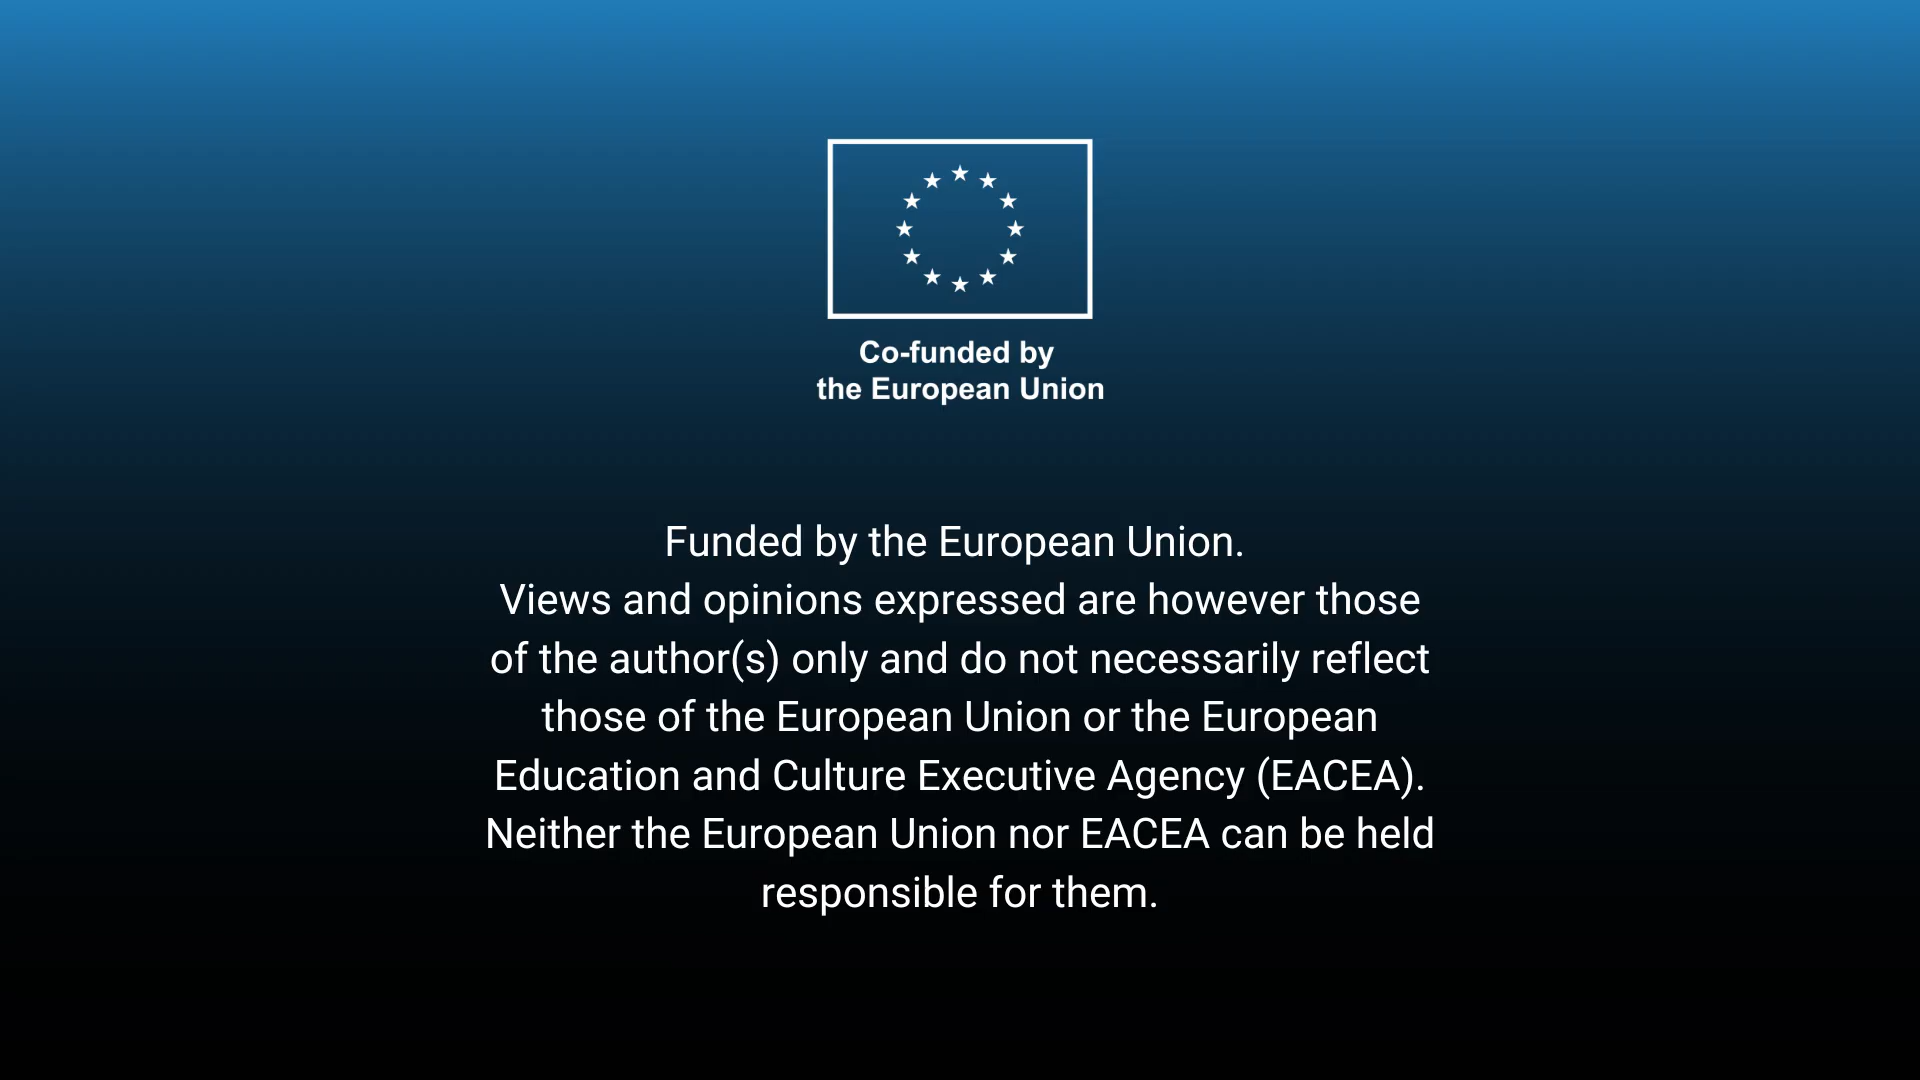 Co-funded by
the European Union
Funded by the European Union.
Views and opinions expressed are however those
of the author(s) only and do not necessarily reflect
those of the European Union or the European
Education and Culture Executive Agency (EACEA).
Neither the European Union nor EACEA can be held
responsible for them.